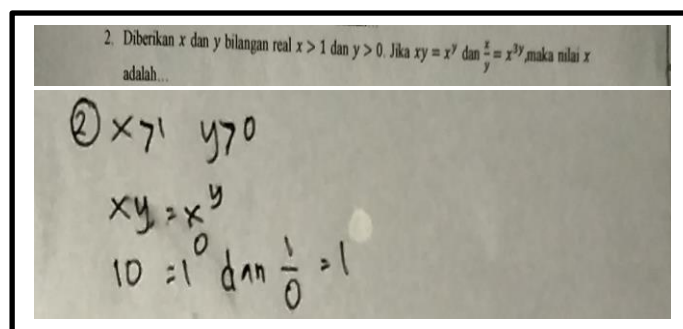 2. Diberikan x dan y bilangan real x > 1 dan y > 0. Jika xy = x^y dan x/y = x^3y, maka nilai x
adalah...
② x > 1 y > 0
xy = x^y
10 = 1^0 dan 1/0 = 1